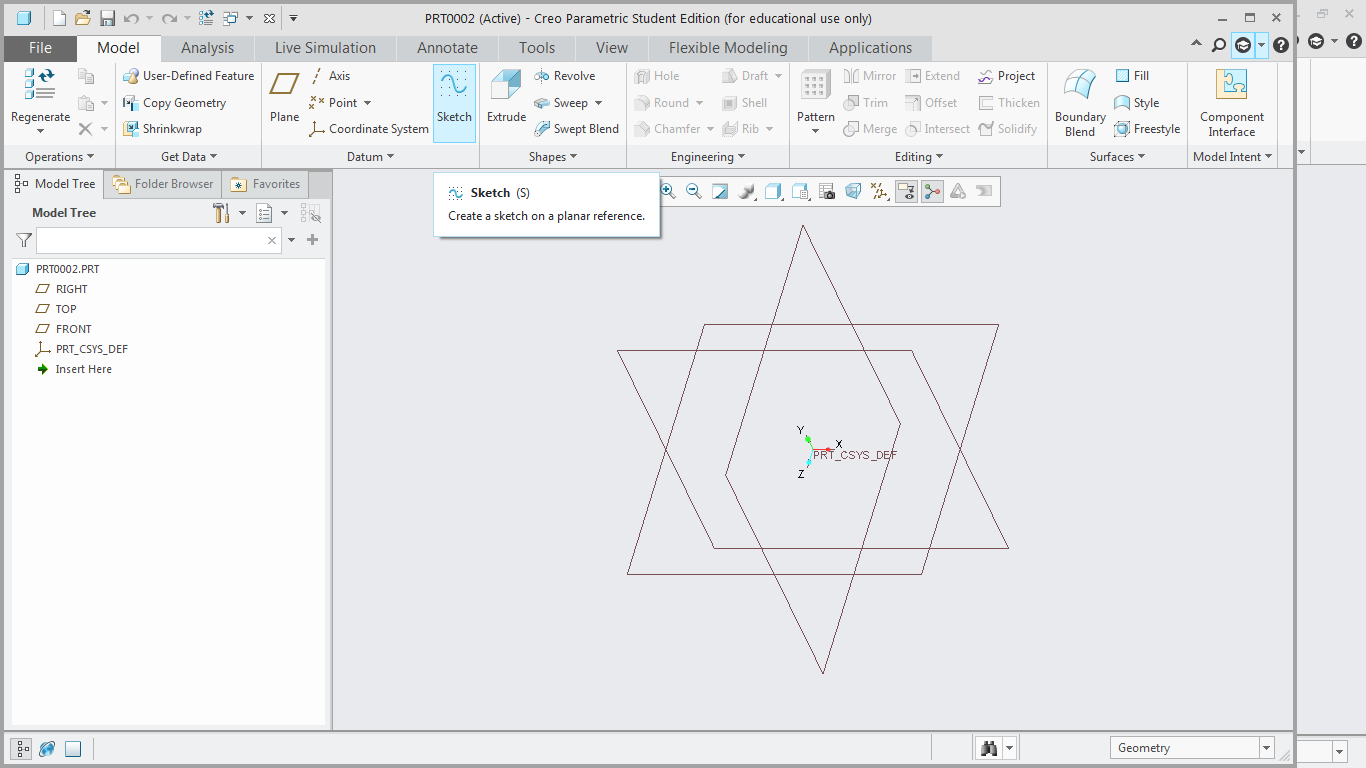 PRT0002 (Active) - Creo Parametric Student Edition (for educational use only)
File Model Analysis Live Simulation Annotate Tools View Flexible Modeling Applications
Regenerate
User-Defined Feature
Copy Geometry
Shrinkwrap
Plane
Axis
Point
Coordinate System
Sketch
Extrude
Revolve
Sweep
Swept Blend
Hole
Round
Chamfer
Draft
Shell
Rib
Pattern
Mirror
Trim
Merge
Extend
Offset
Intersect
Project
Thicken
Solidify
Boundary
Blend
Fill
Style
Freestyle
Component
Interface
Operations Get Data Datum Shapes Engineering Editing Surfaces Model Intent
Model Tree Folder Browser Favorites
Sketch (S)
Create a sketch on a planar reference.
Model Tree
PRT0002.PRT
RIGHT
TOP
FRONT
PRT_CSYS_DEF
Insert Here
Y
X
PRT_CSYS_DEF
Z
Geometry